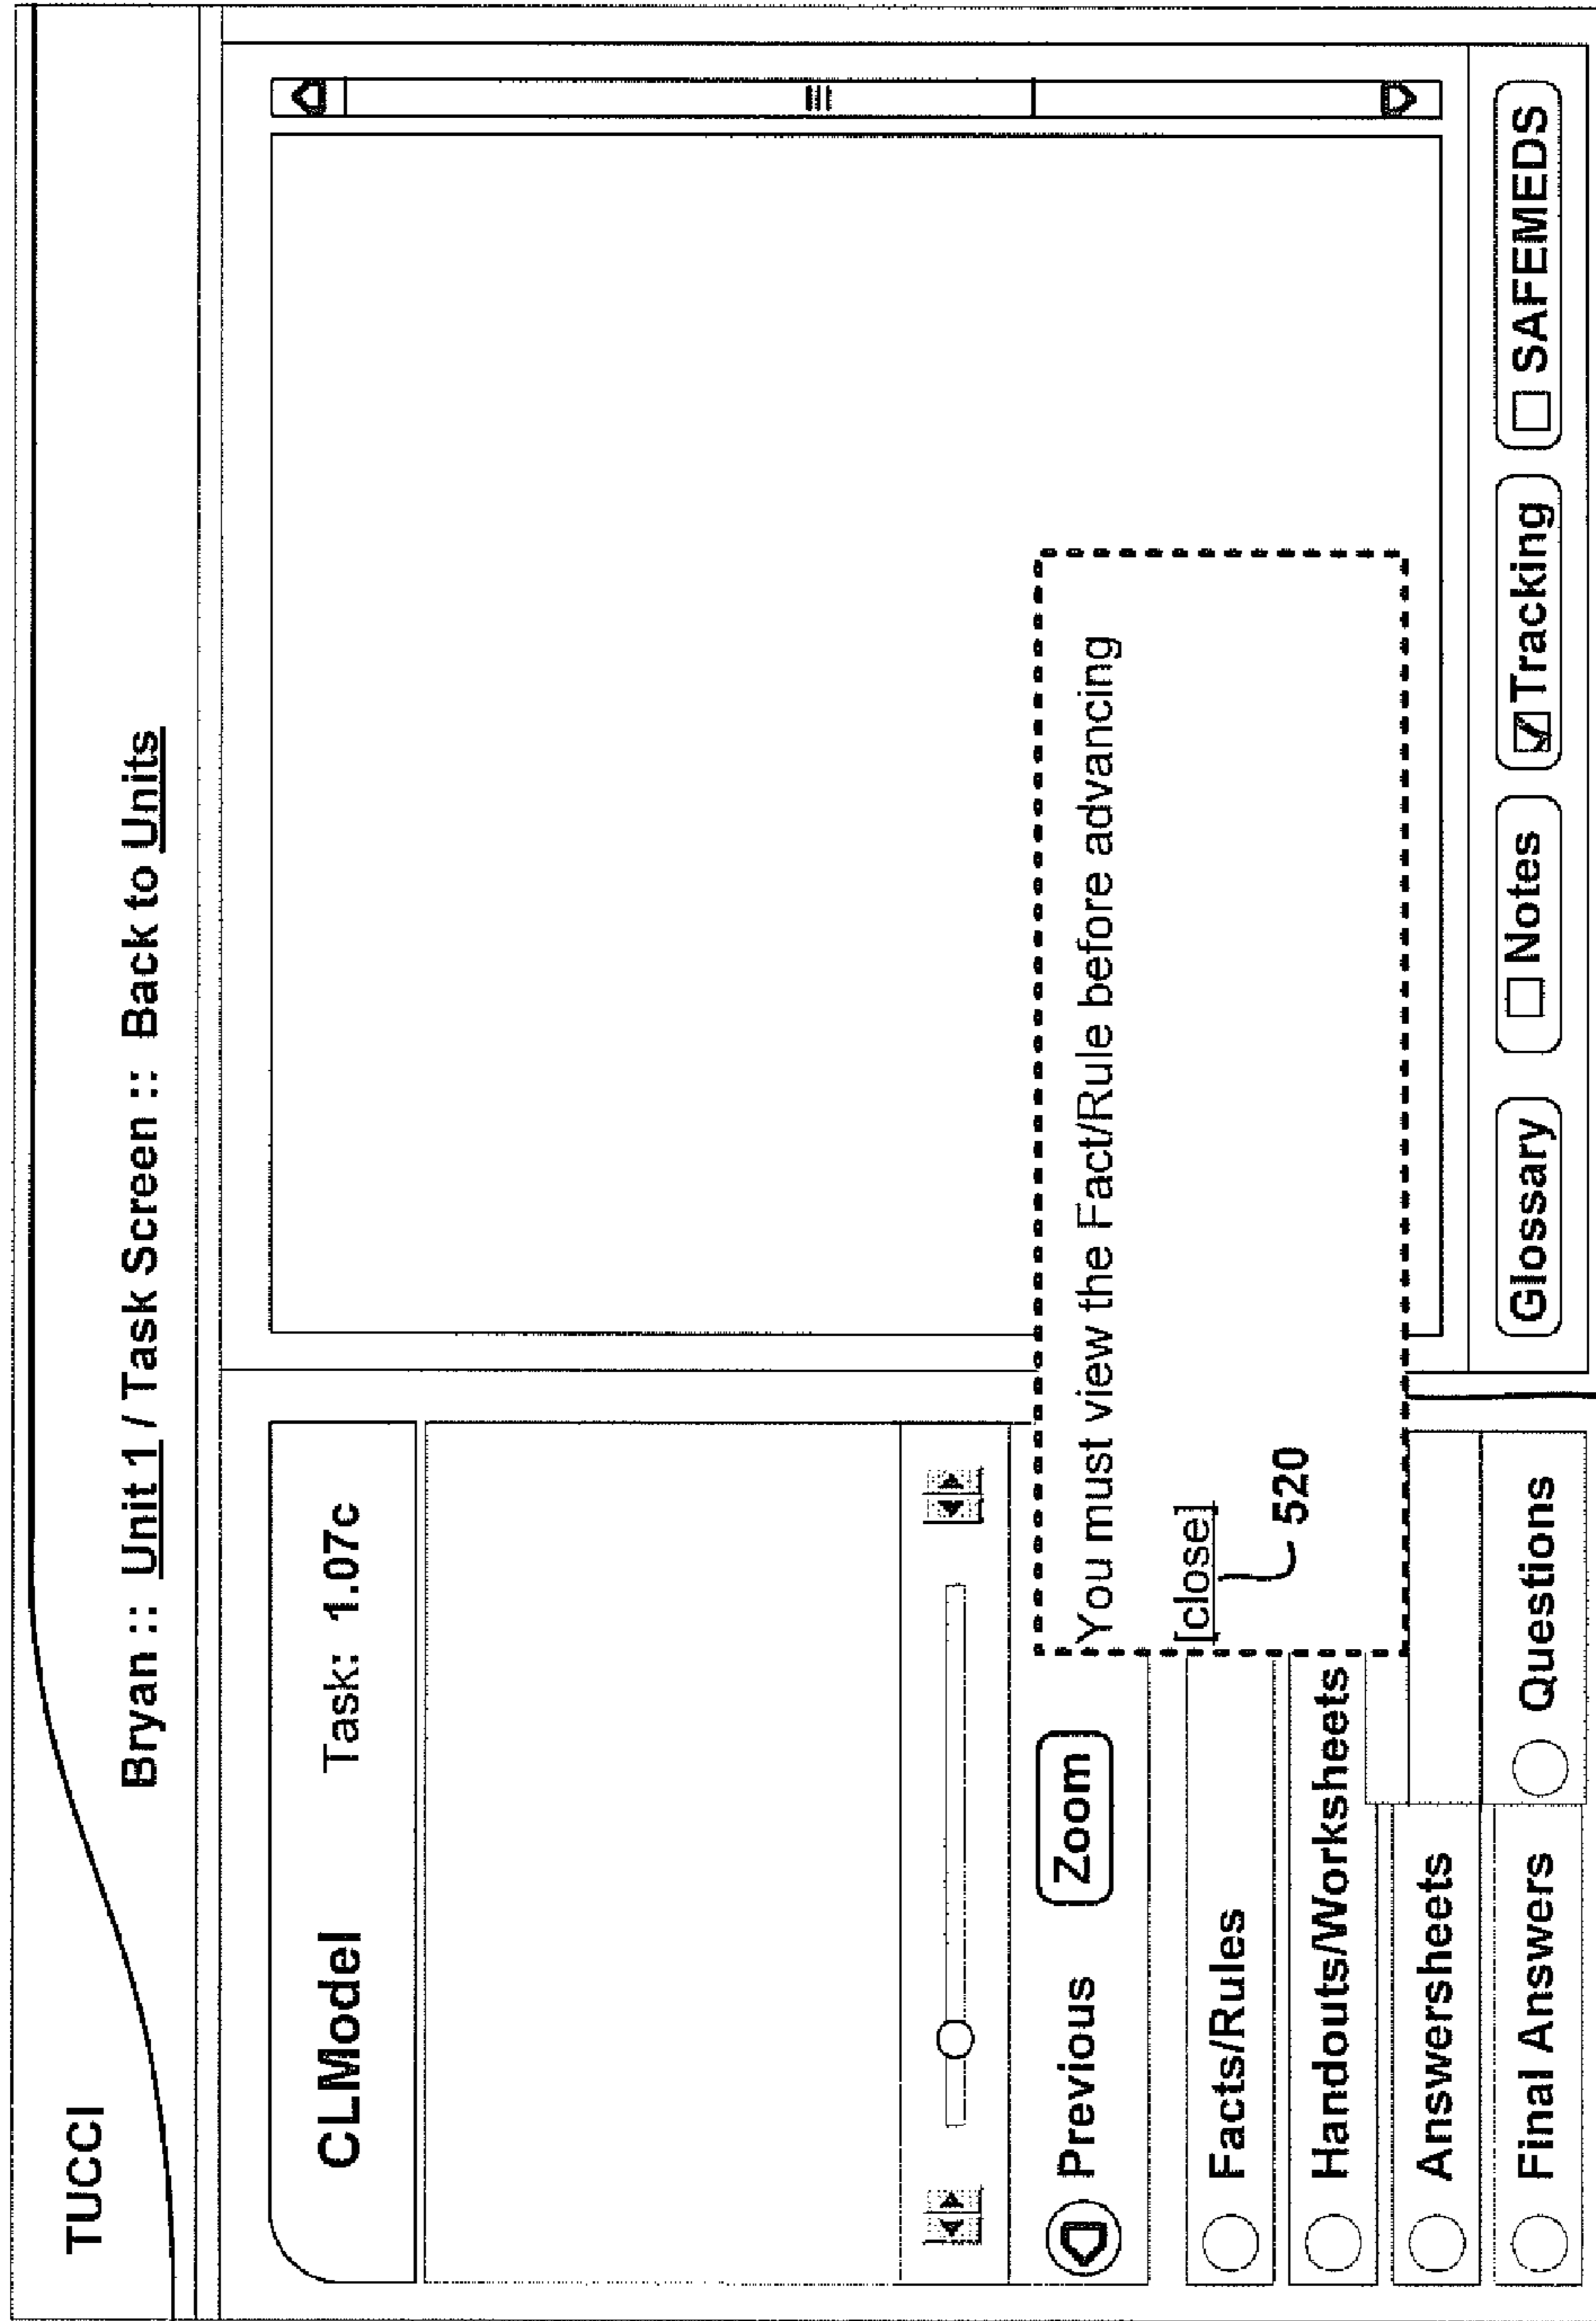 TUCCI
Bryan :: Unit 1 / Task Screen :: Back to Units
CLModel Task: 1.07c
Previous Zoom
You must view the Fact/Rule before advancing
[close]
520
Facts/Rules
Handouts/Worksheets
Answersheets
Final Answers Questions
Glossary Notes Tracking SAFEMEDS